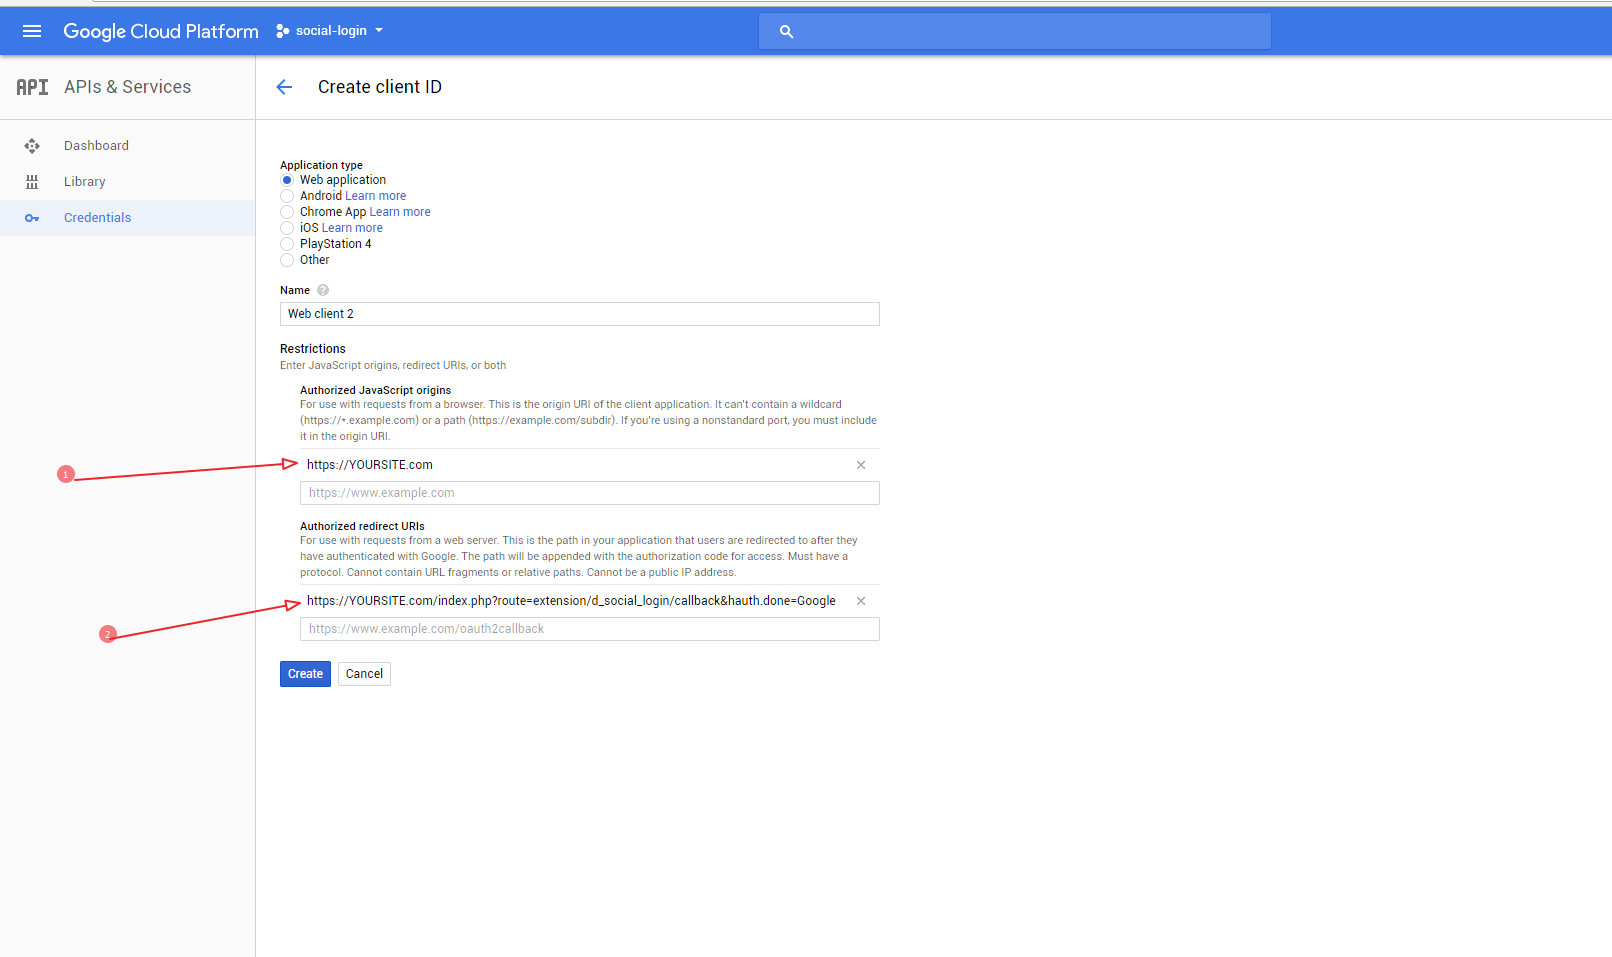 Google Cloud Platform social-login
API APIs & Services
Create client ID
Dashboard
Library
Credentials
Application type
Web application
Android Learn more
Chrome App Learn more
iOS Learn more
PlayStation 4
Other
Name ?
Web client 2
Restrictions
Enter JavaScript origins, redirect URIs, or both
Authorized JavaScript origins
For use with requests from a browser. This is the origin URI of the client application. It can't contain a wildcard
(https://*.example.com) or a path (https://example.com/subdir). If you're using a nonstandard port, you must include
it in the origin URI.
1
https://YOURSITE.com
https://www.example.com
Authorized redirect URIs
For use with requests from a web server. This is the path in your application that users are redirected to after they
have authenticated with Google. The path will be appended with the authorization code for access. Must have a
protocol. Cannot contain URL fragments or relative paths. Cannot be a public IP address.
https://YOURSITE.com/index.php?route=extension/d_social_login/callback&hauth.done=Google
2
https://www.example.com/oauth2callback
Create Cancel